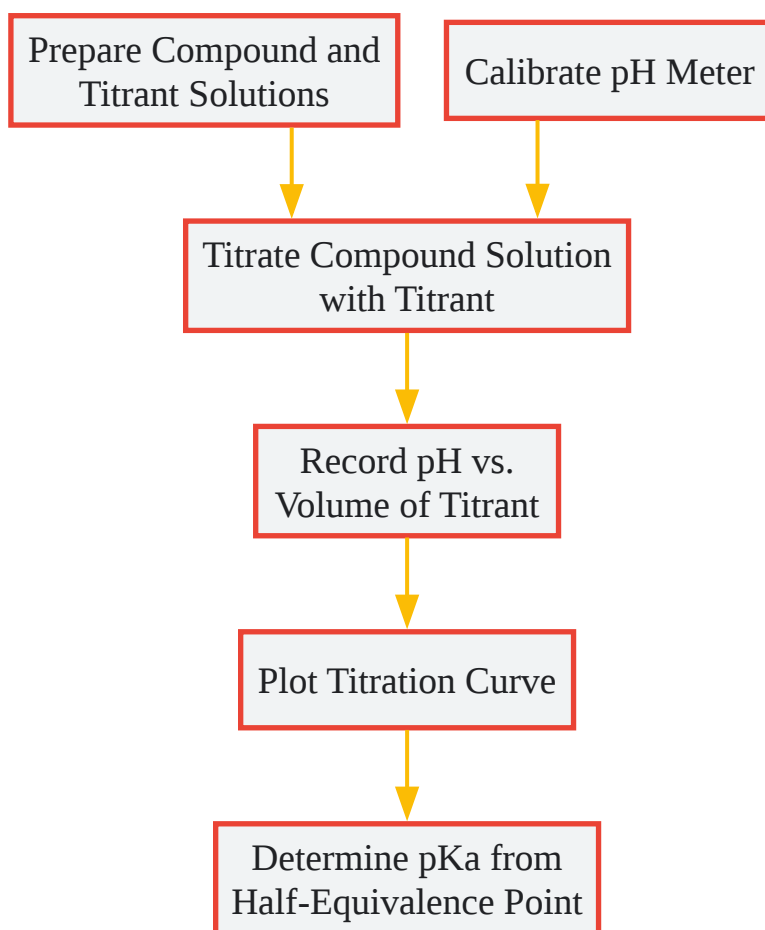 Prepare Compound and
Titrant Solutions
Calibrate pH Meter
Titrate Compound Solution
with Titrant
Record pH vs.
Volume of Titrant
Plot Titration Curve
Determine pKa from
Half-Equivalence Point